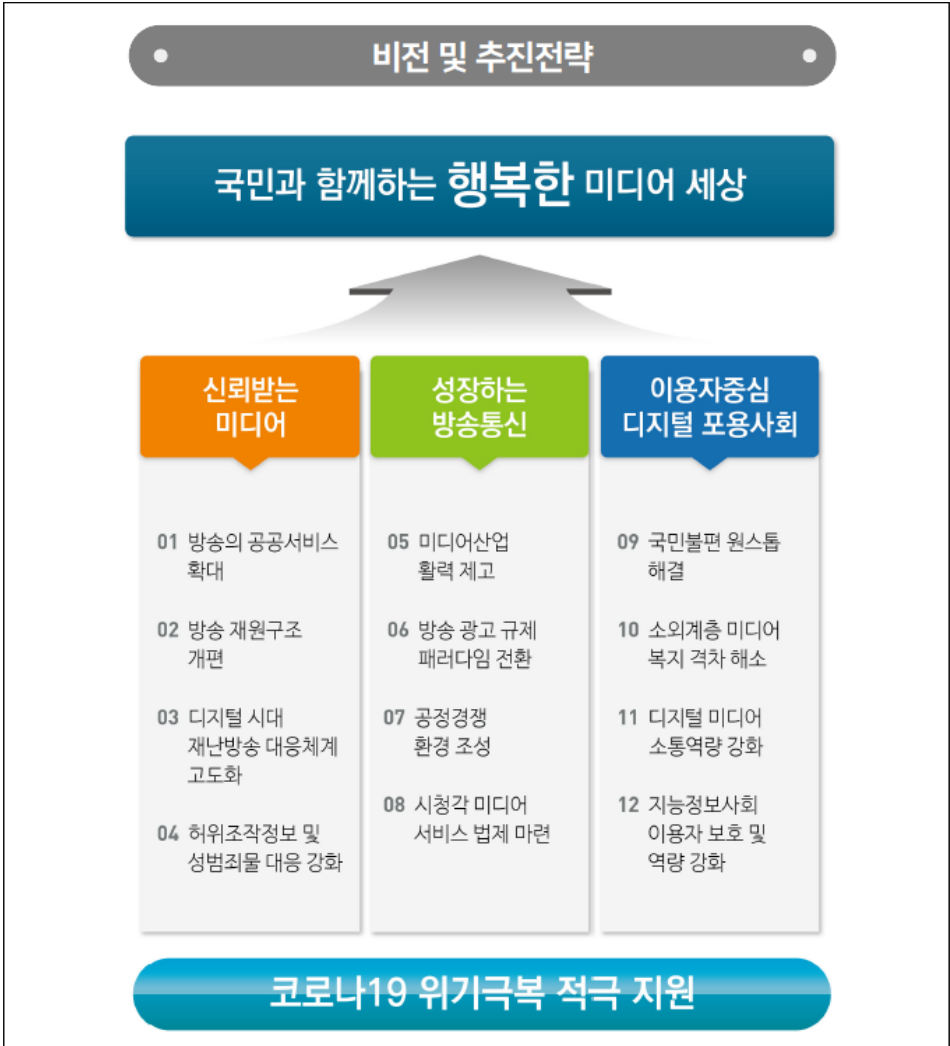 비전 및 추진전략
국민과 함께하는 행복한 미디어 세상
신뢰받는
미디어
01 방송의 공공서비스
확대
02 방송 재원구조
개편
03 디지털 시대
재난방송 대응체계
고도화
04 허위조작정보 및
성범죄물 대응 강화
성장하는
방송통신
05 미디어산업
활력 제고
06 방송 광고 규제
패러다임 전환
07 공정경쟁
환경 조성
08 시청각 미디어
서비스 법제 마련
이용자중심
디지털 포용사회
09 국민불편 원스톱
해결
10 소외계층 미디어
복지 격차 해소
11 디지털 미디어
소통역량 강화
12 지능정보사회
이용자 보호 및
역량 강화
코로나19 위기극복 적극 지원